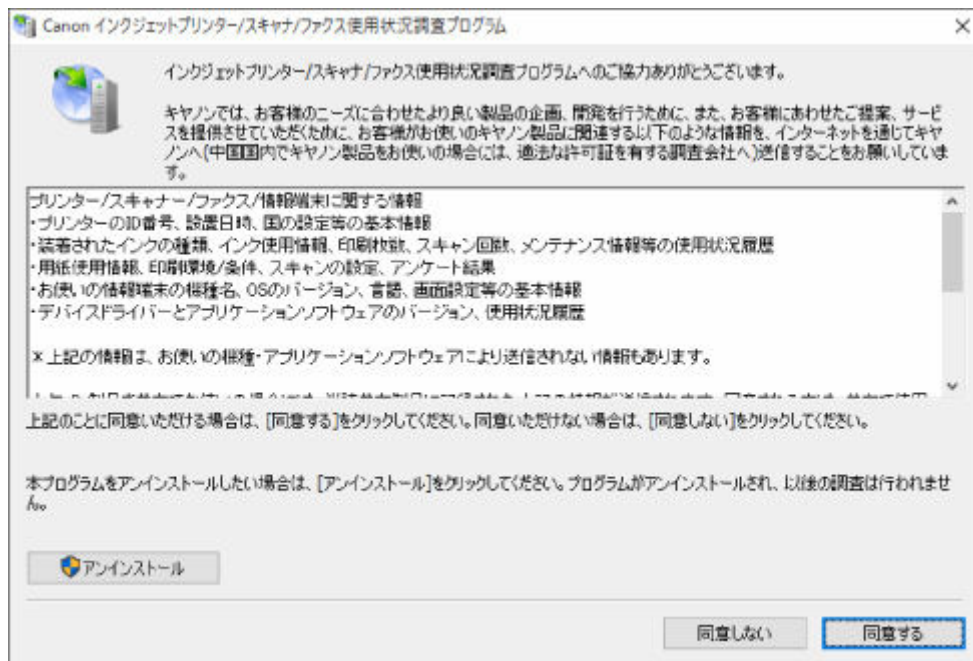 Canon インクジェットプリンター/スキャナ/ファクス使用状況調査プログラム
インクジェットプリンター/スキャナ/ファクス使用状況調査プログラムへのご協力ありがとうございます。
キヤノンでは、お客様のニーズに合わせたより良い製品の企画、開発を行うために、また、お客様にあわせたご提案、サービ
スを提供させていただくために、お客様がお使いのキヤノン製品に関連する以下のような情報を、インターネットを通じてキヤ
ノンへ(中国国内でキヤノン製品をお使いの場合には、適法な許可証を有する調査会社へ)送信することをお願いしていま
す。
プリンター/スキャナー/ファクス/情報端末に関する情報
・プリンターのID番号、設置日時、国の設定等の基本情報
・装着されたインクの種類、インク使用情報、印刷枚数、スキャン回数、メンテナンス情報等の使用状況履歴
・用紙使用情報、印刷環境/条件、スキャンの設定、アンケート結果
・お使いの情報端末の機種名、OSのバージョン、言語、画面設定等の基本情報
・デバイスドライバーとアプリケーションソフトウェアのバージョン、使用状況履歴
* 上記の情報は、お使いの機種・アプリケーションソフトウェアにより送信されない情報もあります。
上記のことに同意いただける場合は、[同意する]をクリックしてください。同意いただけない場合は、[同意しない]をクリックしてください。
本プログラムをアンインストールしたい場合は、[アンインストール]をクリックしてください。プログラムがアンインストールされ、以後の調査は行われませ
ん。
アンインストール
同意しない
同意する